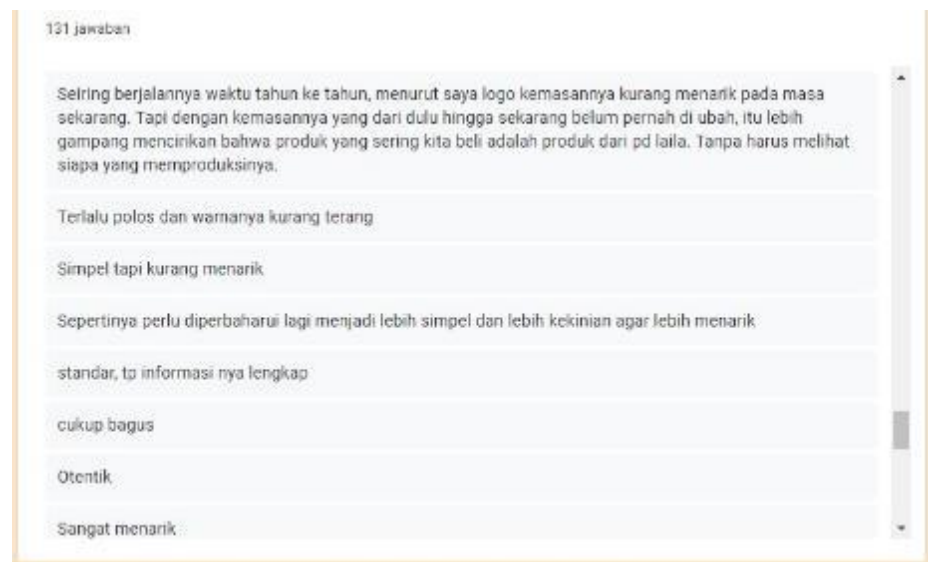 131 jawaban
Seiring berjalannya waktu tahun ke tahun, menurut saya logo kemasannya kurang menarik pada masa
sekarang. Tapi dengan kemasannya yang dari dulu hingga sekarang belum pernah di ubah, itu lebih
gampang mencirikan bahwa produk yang sering kita beli adalah produk dari pd laila. Tanpa harus melihat
siapa yang memproduksinya.
Terlalu polos dan warnanya kurang terang
Simpel tapi kurang menarik
Sepertinya perlu diperbaharui lagi menjadi lebih simpel dan lebih kekinian agar lebih menarik
standar, tp informasi nya lengkap
cukup bagus
Otentik
Sangat menarik